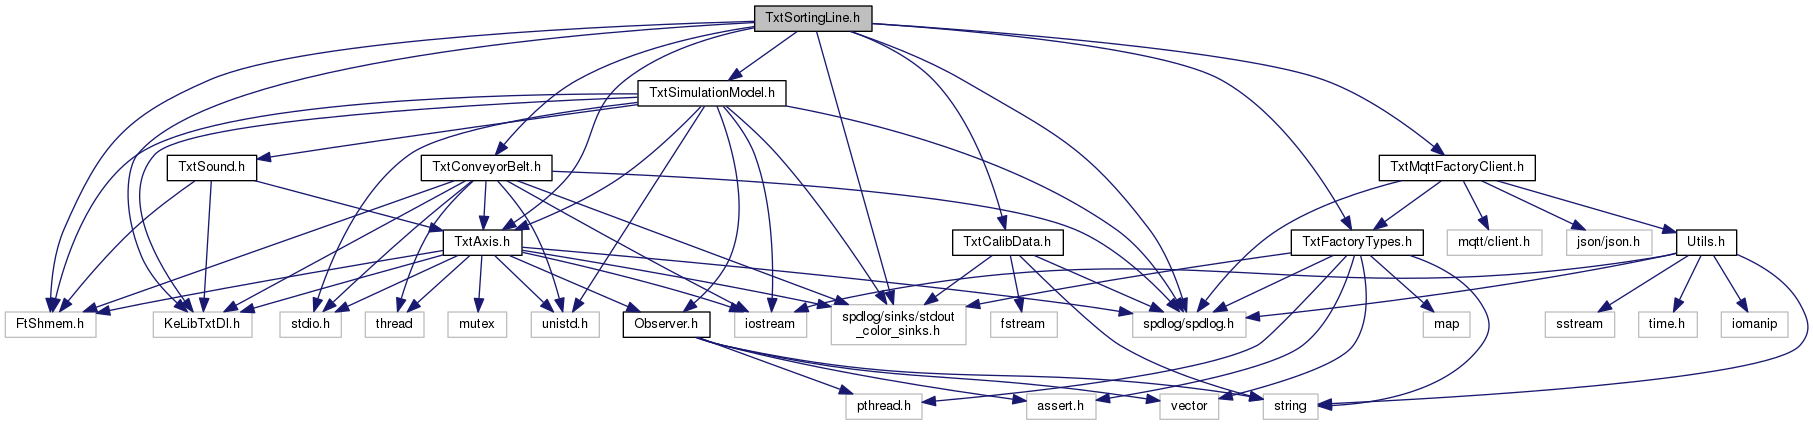 TxtSortingLine.h
TxtSimulationModel.h
TxtSound.h
TxtConveyorBelt.h
TxtMqttFactoryClient.h
TxtAxis.h
TxtCalibData.h
TxtFactoryTypes.h
mqtt/client.h
json/json.h
Utils.h
FtShmem.h
KeLibTxtDl.h
stdio.h
thread
mutex
unistd.h
Observer.h
iostream
spdlog/sinks/stdout
_color_sinks.h
fstream
spdlog/spdlog.h
map
sstream
time.h
iomanip
pthread.h
assert.h
vector
string